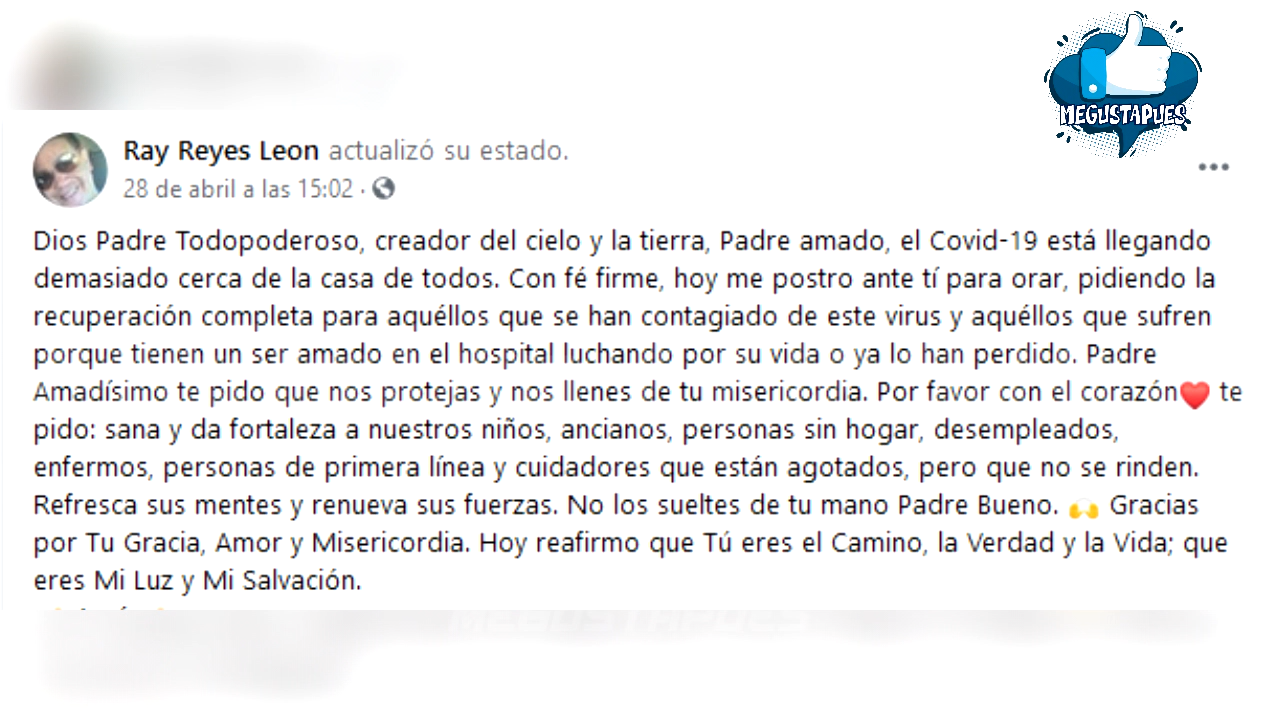 MEGUSTAPUES
Ray Reyes Leon actualizó su estado.
28 de abril a las 15:02 ·
Dios Padre Todopoderoso, creador del cielo y la tierra, Padre amado, el Covid-19 está llegando
demasiado cerca de la casa de todos. Con fé firme, hoy me postro ante tí para orar, pidiendo la
recuperación completa para aquéllos que se han contagiado de este virus y aquéllos que sufren
porque tienen un ser amado en el hospital luchando por su vida o ya lo han perdido. Padre
Amadísimo te pido que nos protejas y nos llenes de tu misericordia. Por favor con el corazón❤️ te
pido: sana y da fortaleza a nuestros niños, ancianos, personas sin hogar, desempleados,
enfermos, personas de primera línea y cuidadores que están agotados, pero que no se rinden.
Refresca sus mentes y renueva sus fuerzas. No los sueltes de tu mano Padre Bueno. 🙌 Gracias
por Tu Gracia, Amor y Misericordia. Hoy reafirmo que Tú eres el Camino, la Verdad y la Vida; que
eres Mi Luz y Mi Salvación.
MEGUSTAPUES